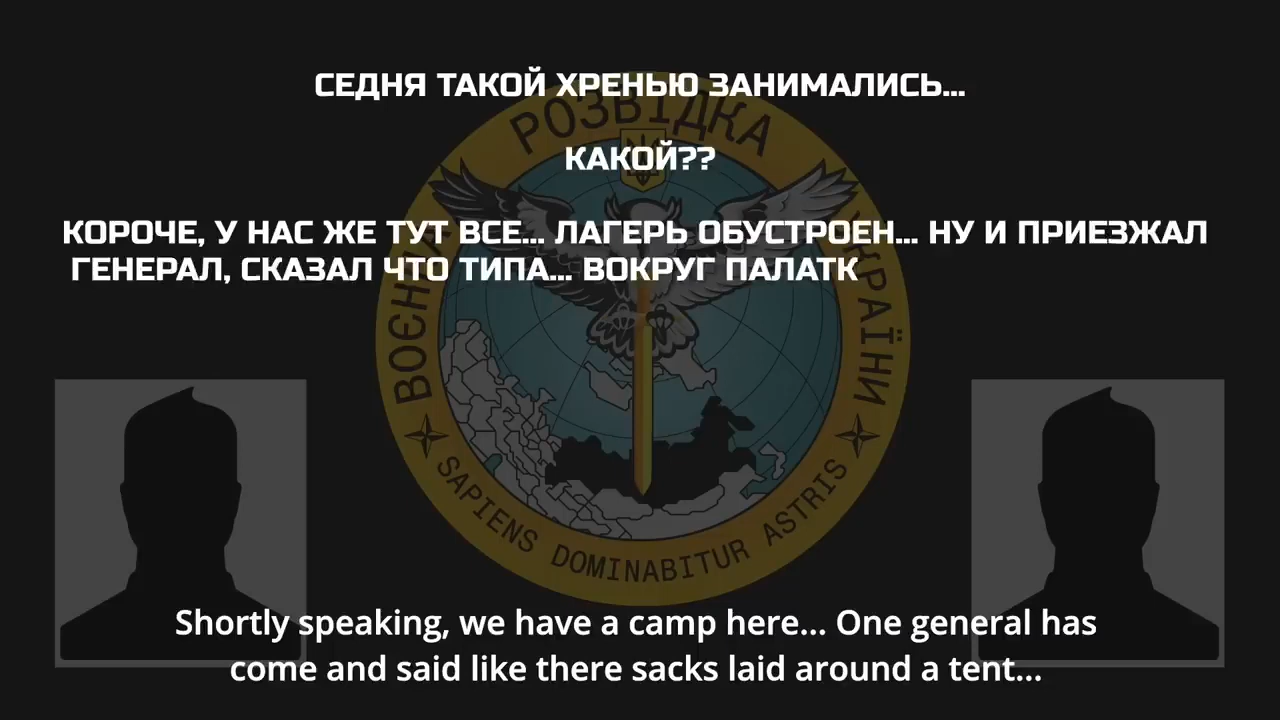 СЕДНЯ ТАКОЙ ХРЕНЬЮ ЗАНИМАЛИСЬ...
РОЗВІДКА
КАКОЙ??
КОРОЧЕ, У НАС ЖЕ ТУТ ВСЕ... ЛАГЕРЬ ОБУСТРОЕН... НУ И ПРИЕЗЖАЛ
ГЕНЕРАЛ, СКАЗАЛ ЧТО ТИПА... ВОКРУГ ПАЛАТК
ВОЄННА
УКРАЇНИ
SAPIENS DOMINABITUR ASTRIS
Shortly speaking, we have a camp here... One general has
come and said like there sacks laid around a tent...